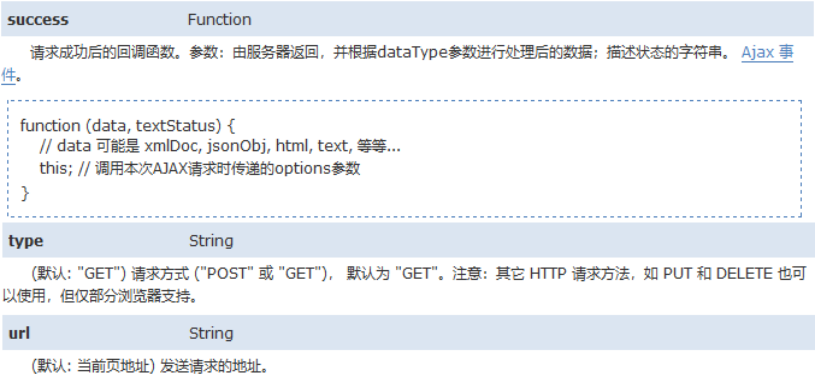 success Function
请求成功后的回调函数。参数：由服务器返回，并根据dataType参数进行处理后的数据；描述状态的字符串。 Ajax 事
件。
function (data, textStatus) {
// data 可能是 xmlDoc, jsonObj, html, text, 等等...
this; // 调用本次AJAX请求时传递的options参数
}
type String
(默认: "GET") 请求方式 ("POST" 或 "GET")， 默认为 "GET"。注意：其它 HTTP 请求方法，如 PUT 和 DELETE 也可
以使用，但仅部分浏览器支持。
url String
(默认: 当前页地址) 发送请求的地址。